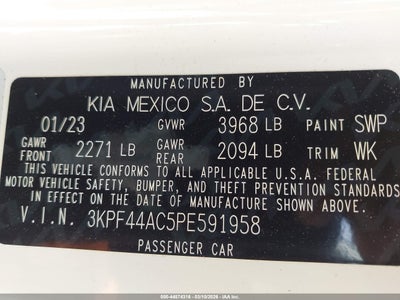 MANUFACTURED BY
KIA MEXICO S.A. DE C.V.
01/23 GVWR 3968 LB PAINT SWP
GAWR FRONT 2271 LB GAWR REAR 2094 LB TRIM WK
THIS VEHICLE CONFORMS TO ALL APPLICABLE U.S.A. FEDERAL
MOTOR VEHICLE SAFETY, BUMPER, AND THEFT PREVENTION STANDARDS
IN EFFECT ON THE DATE OF MANUFACTURE SHOWN ABOVE.
V.I.N. 3KPF44AC5PE591958
PASSENGER CAR